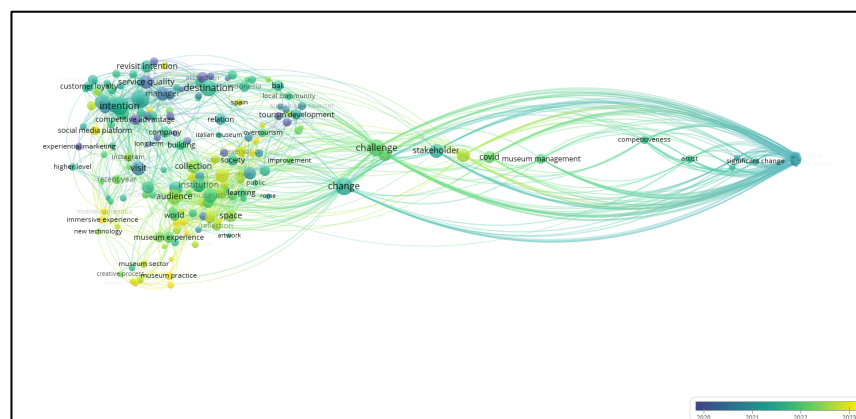 revisit intention
attraction
service quality
customer loyalty
manager
destination
indonesia
bali
local community
intention
spain
tourism development
competitive advantage
relation
social media platform
company
italian museum
overtourism
long term
building
experiential marketing
instagram
society
improvement
collection
higher level
visit
recent year
institution
public
audience
learning
rome
world
space
immersive experience
new technology
artwork
museum experience
museum sector
creative process
museum practice
challenge
change
stakeholder
covid
museum management
competitiveness
artist
significant change
2020
2021
2022
2023